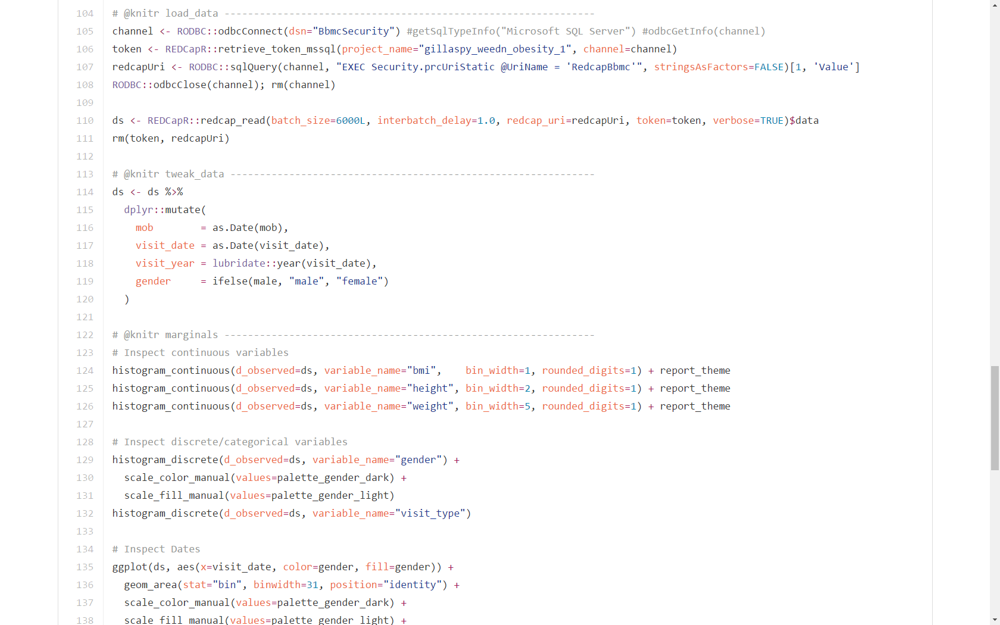 104 # @knitr load_data ---------------------------------------------------------------
105 channel <- RODBC::odbcConnect(dsn="BbmcSecurity") #getSqlTypeInfo("Microsoft SQL Server") #odbcGetInfo(channel)
106 token <- REDCapR::retrieve_token_mssql(project_name="gillaspy_weedn_obesity_1", channel=channel)
107 redcapUri <- RODBC::sqlQuery(channel, "EXEC Security.prcUriStatic @UriName = 'RedcapBbmc'", stringsAsFactors=FALSE)[1, 'Value']
108 RODBC::odbcClose(channel); rm(channel)
109
110 ds <- REDCapR::redcap_read(batch_size=6000L, interbatch_delay=1.0, redcap_uri=redcapUri, token=token, verbose=TRUE)$data
111 rm(token, redcapUri)
112
113 # @knitr tweak_data --------------------------------------------------------------
114 ds <- ds %>%
115   dplyr::mutate(
116     mob        = as.Date(mob),
117     visit_date = as.Date(visit_date),
118     visit_year = lubridate::year(visit_date),
119     gender     = ifelse(male, "male", "female")
120   )
121
122 # @knitr marginals ---------------------------------------------------------------
123 # Inspect continuous variables
124 histogram_continuous(d_observed=ds, variable_name="bmi",    bin_width=1, rounded_digits=1) + report_theme
125 histogram_continuous(d_observed=ds, variable_name="height", bin_width=2, rounded_digits=1) + report_theme
126 histogram_continuous(d_observed=ds, variable_name="weight", bin_width=5, rounded_digits=1) + report_theme
127
128 # Inspect discrete/categorical variables
129 histogram_discrete(d_observed=ds, variable_name="gender") +
130   scale_color_manual(values=palette_gender_dark) +
131   scale_fill_manual(values=palette_gender_light)
132 histogram_discrete(d_observed=ds, variable_name="visit_type")
133
134 # Inspect Dates
135 ggplot(ds, aes(x=visit_date, color=gender, fill=gender)) +
136   geom_area(stat="bin", binwidth=31, position="identity") +
137   scale_color_manual(values=palette_gender_dark) +
138   scale_fill_manual(values=palette_gender_light) +